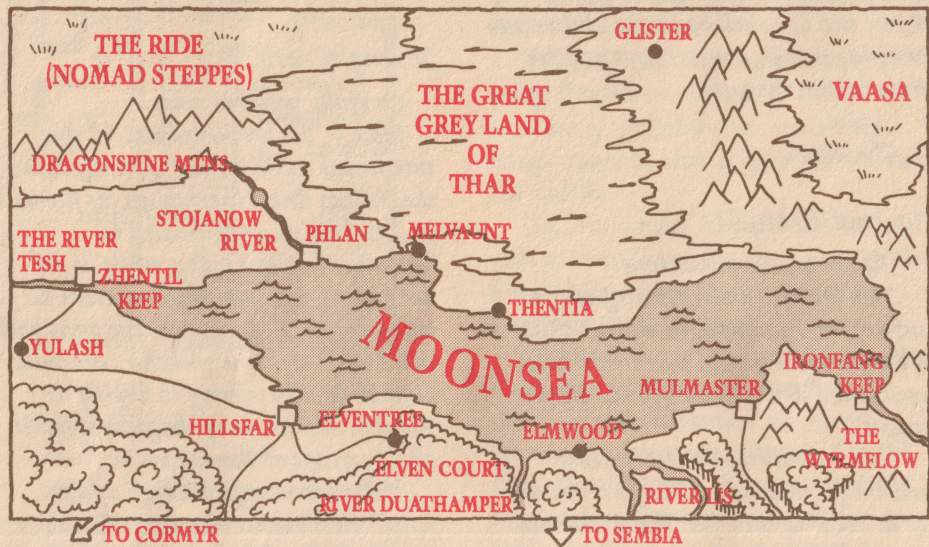 THE RIDE
(NOMAD STEPPES)
GLISTER
VAASA
THE GREAT
GREY LAND
OF
THAR
DRAGONSPINE MTNS.
STOJANOW
RIVER
PHLAN
MELVAUNT
THE RIVER
TESH
ZHENTIL
KEEP
THENTIA
YULASH
MOONSEA
IRONFANG
KEEP
MULMASTER
HILLSFAR
ELVENTREE
ELMWOOD
THE
WYRMFLOW
ELVEN COURT
RIVER DUATHAMPER
RIVER LIS
TO CORMYR
TO SEMBIA